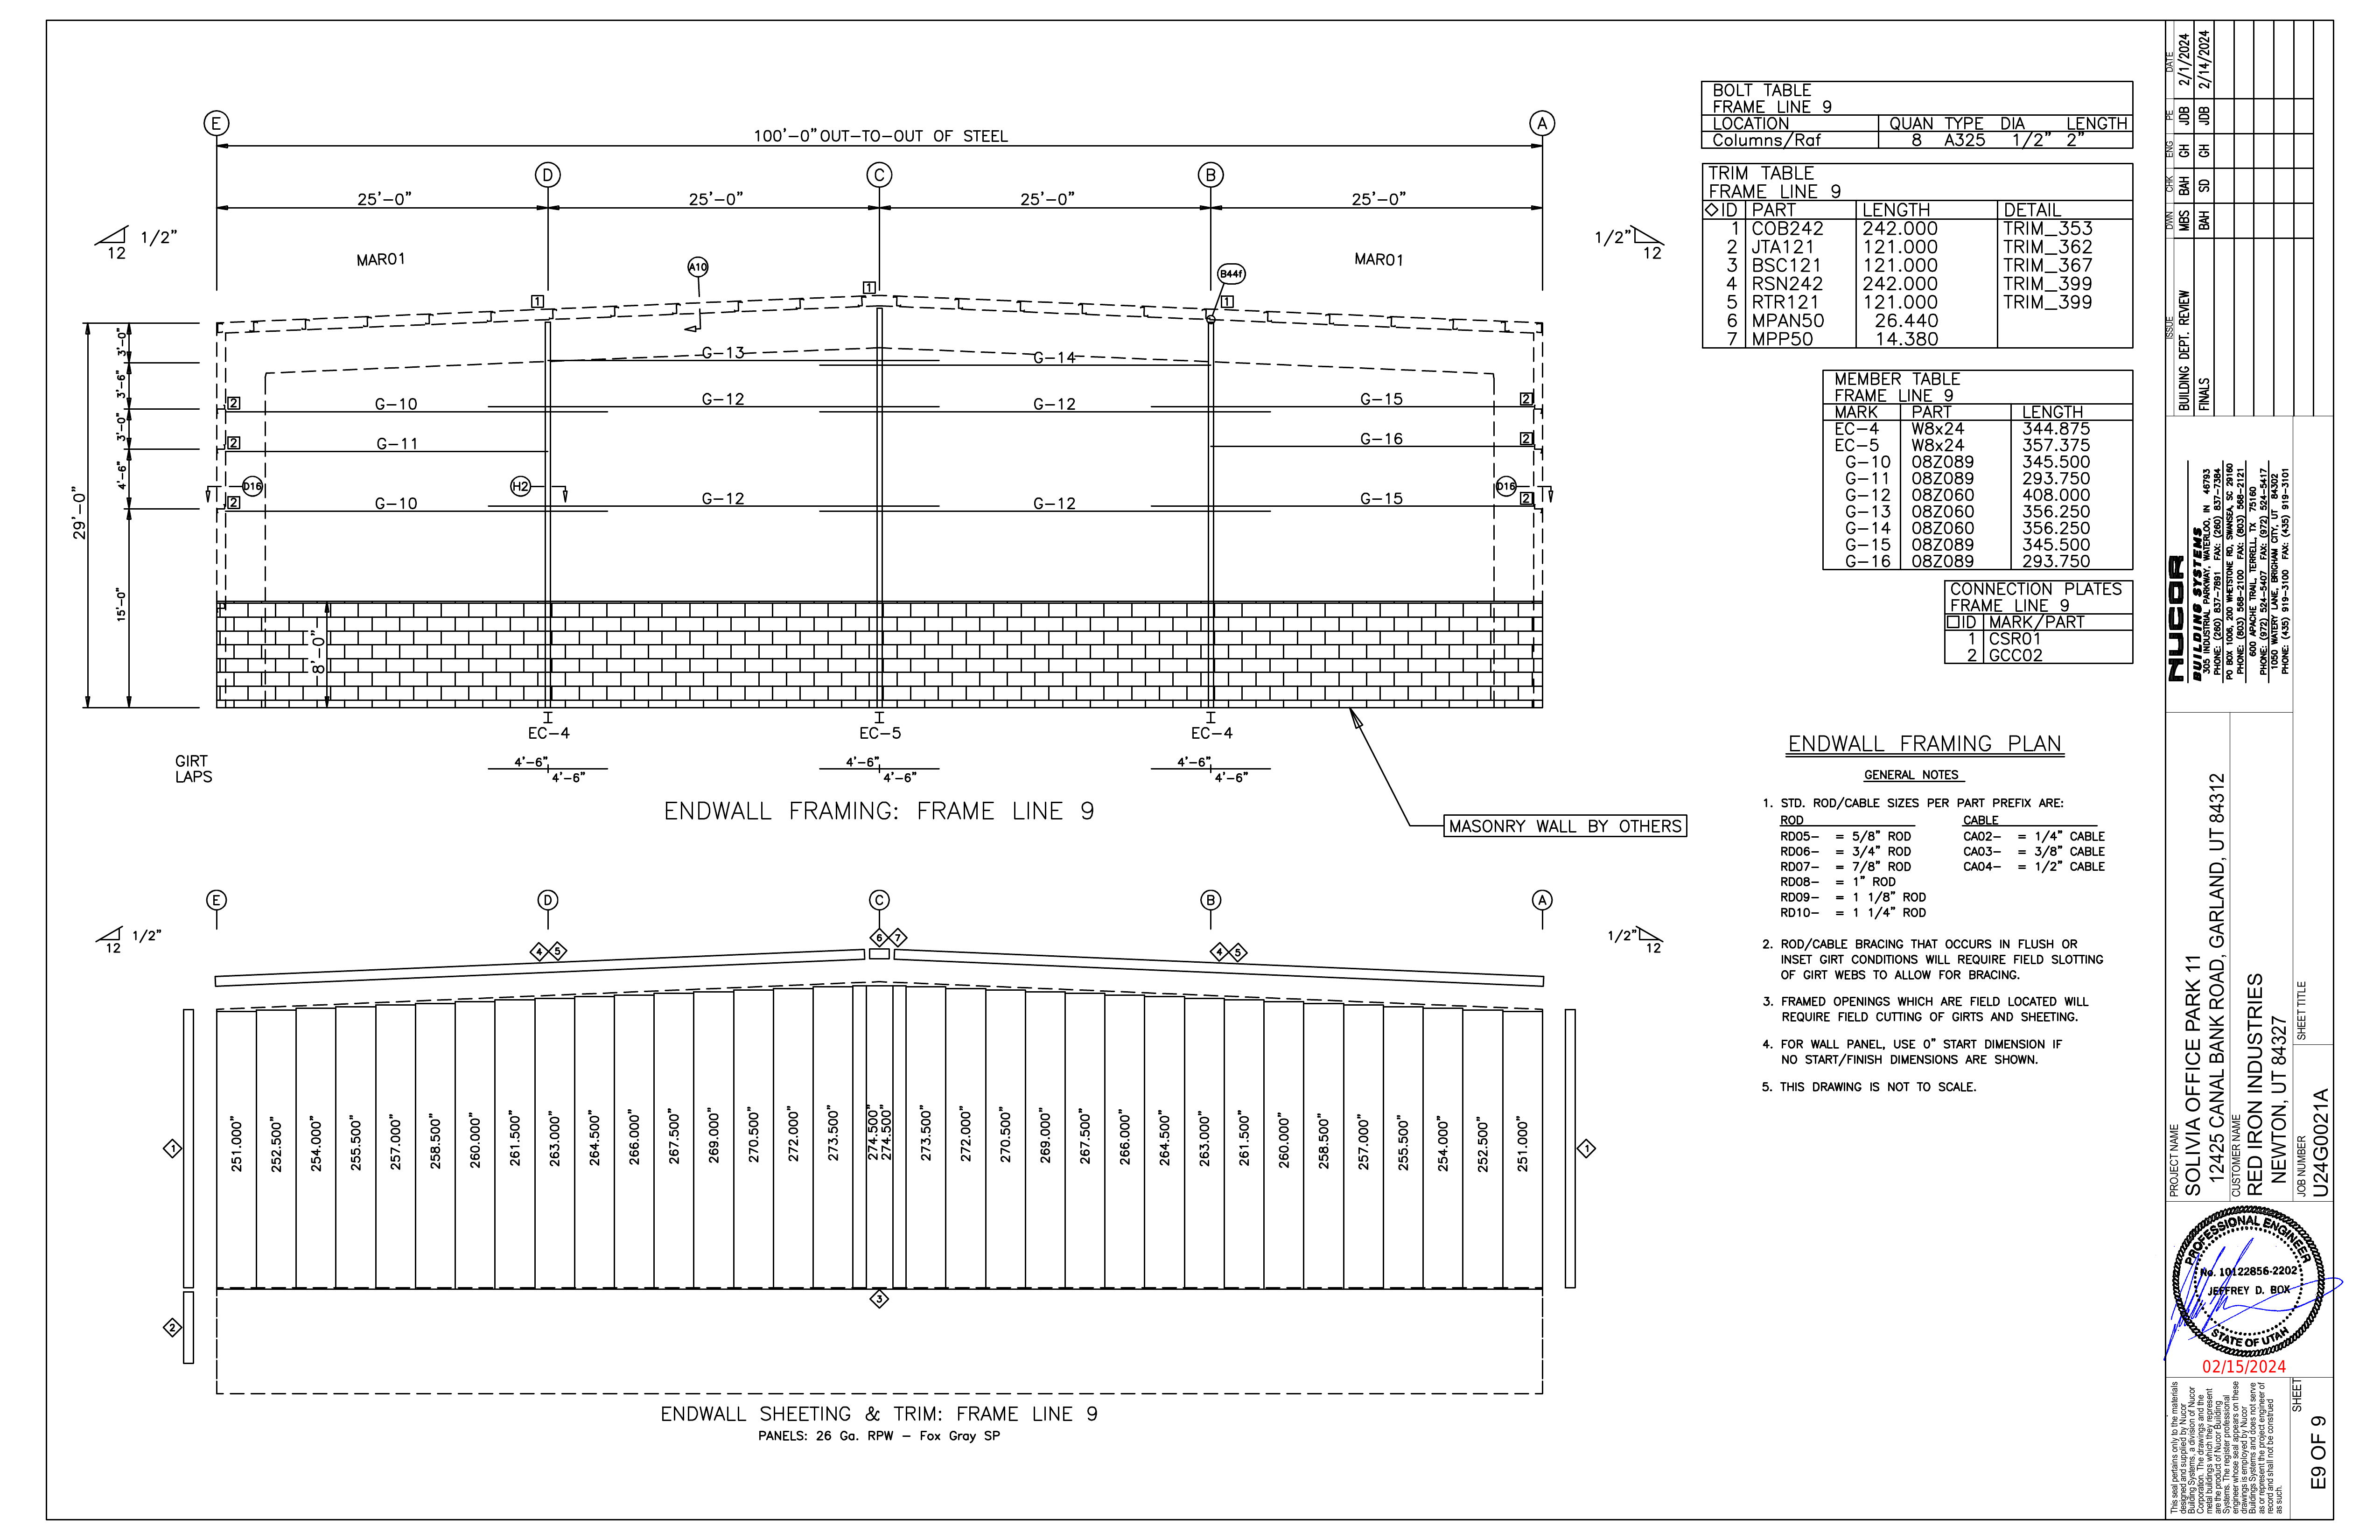 E
100'-0" OUT-TO-OUT OF STEEL
A
D
C
B
25'-0"
25'-0"
25'-0"
25'-0"
1/2"
12
1/2"
12
MAR01
A10
MAR01
B44f
1
1
1
3'-0"
3'-6"
3'-0"
4'-6"
15'-0"
29'-0"
G-13
G-14
2
G-10
G-12
G-12
G-15
2
2
G-11
G-16
2
D16
H2
D16
2
G-10
G-12
G-12
G-15
2
8'-0"
EC-4
EC-5
EC-4
GIRT
LAPS
4'-6"
4'-6"
4'-6"
4'-6"
4'-6"
4'-6"
ENDWALL FRAMING: FRAME LINE 9
MASONRY WALL BY OTHERS
E
D
C
B
A
1/2"
12
1/2"
12
4 5
6 7
4 5
251.000"
252.500"
254.000"
255.500"
257.000"
258.500"
260.000"
261.500"
263.000"
264.500"
266.000"
267.500"
269.000"
270.500"
272.000"
273.500"
274.500"
274.500"
273.500"
272.000"
270.500"
269.000"
267.500"
266.000"
264.500"
263.000"
261.500"
260.000"
258.500"
257.000"
255.500"
254.000"
252.500"
251.000"
1
1
3
2
ENDWALL SHEETING & TRIM: FRAME LINE 9
PANELS: 26 Ga. RPW - Fox Gray SP
BOLT TABLE
FRAME LINE 9
LOCATION QUAN TYPE DIA LENGTH
Columns/Raf 8 A325 1/2" 2"
TRIM TABLE
FRAME LINE 9
ID PART LENGTH DETAIL
1 COB242 242.000 TRIM_353
2 JTA121 121.000 TRIM_362
3 BSC121 121.000 TRIM_367
4 RSN242 242.000 TRIM_399
5 RTR121 121.000 TRIM_399
6 MPAN50 26.440
7 MPP50 14.380
MEMBER TABLE
FRAME LINE 9
MARK PART LENGTH
EC-4 W8x24 344.875
EC-5 W8x24 357.375
G-10 08Z089 345.500
G-11 08Z089 293.750
G-12 08Z060 408.000
G-13 08Z060 356.250
G-14 08Z060 356.250
G-15 08Z089 345.500
G-16 08Z089 293.750
CONNECTION PLATES
FRAME LINE 9
ID MARK/PART
1 CSR01
2 GCC02
ENDWALL FRAMING PLAN
GENERAL NOTES
1. STD. ROD/CABLE SIZES PER PART PREFIX ARE:
ROD CABLE
RD05- = 5/8" ROD CA02- = 1/4" CABLE
RD06- = 3/4" ROD CA03- = 3/8" CABLE
RD07- = 7/8" ROD CA04- = 1/2" CABLE
RD08- = 1" ROD
RD09- = 1 1/8" ROD
RD10- = 1 1/4" ROD
2. ROD/CABLE BRACING THAT OCCURS IN FLUSH OR
INSET GIRT CONDITIONS WILL REQUIRE FIELD SLOTTING
OF GIRT WEBS TO ALLOW FOR BRACING.
3. FRAMED OPENINGS WHICH ARE FIELD LOCATED WILL
REQUIRE FIELD CUTTING OF GIRTS AND SHEETING.
4. FOR WALL PANEL, USE 0" START DIMENSION IF
NO START/FINISH DIMENSIONS ARE SHOWN.
5. THIS DRAWING IS NOT TO SCALE.
ISSUE DWN CHK ENG PE DATE
BUILDING DEPT. REVIEW MBS BAH GH JDB 2/1/2024
FINALS BAH SD GH JDB 2/14/2024
NUCOR
BUILDING SYSTEMS
305 INDUSTRIAL PARKWAY, WATERLOO, IN 46793
PHONE: (260) 837-7891 FAX: (260) 837-7384
PO BOX 1006, 200 WHETSTONE RD, SWANSEA, SC 29160
PHONE: (803) 568-2100 FAX: (803) 568-2121
600 APACHE TRAIL, TERRELL, TX 75160
PHONE: (972) 524-5407 FAX: (972) 524-5417
1050 WATERY LANE, BRIGHAM CITY, UT 84302
PHONE: (435) 919-3100 FAX: (435) 919-3101
PROJECT NAME
SOLIVIA OFFICE PARK 11
12425 CANAL BANK ROAD, GARLAND, UT 84312
CUSTOMER NAME
RED IRON INDUSTRIES
NEWTON, UT 84327
SHEET TITLE
JOB NUMBER
U24G0021A
PROFESSIONAL ENGINEER
No. 10122856-2202
JEFFREY D. BOX
STATE OF UTAH
02/15/2024
This seal pertains only to the materials
designed and supplied by Nucor
Building Systems, a division of Nucor
Corporation. The drawings and the
metal buildings which they represent
are the product of Nucor Building
Systems. The register professional
engineer whose seal appears on these
drawings is employed by Nucor
Buildings Systems and does not serve
as or represent the project engineer of
record and shall not be construed
as such.
SHEET
E9 OF 9